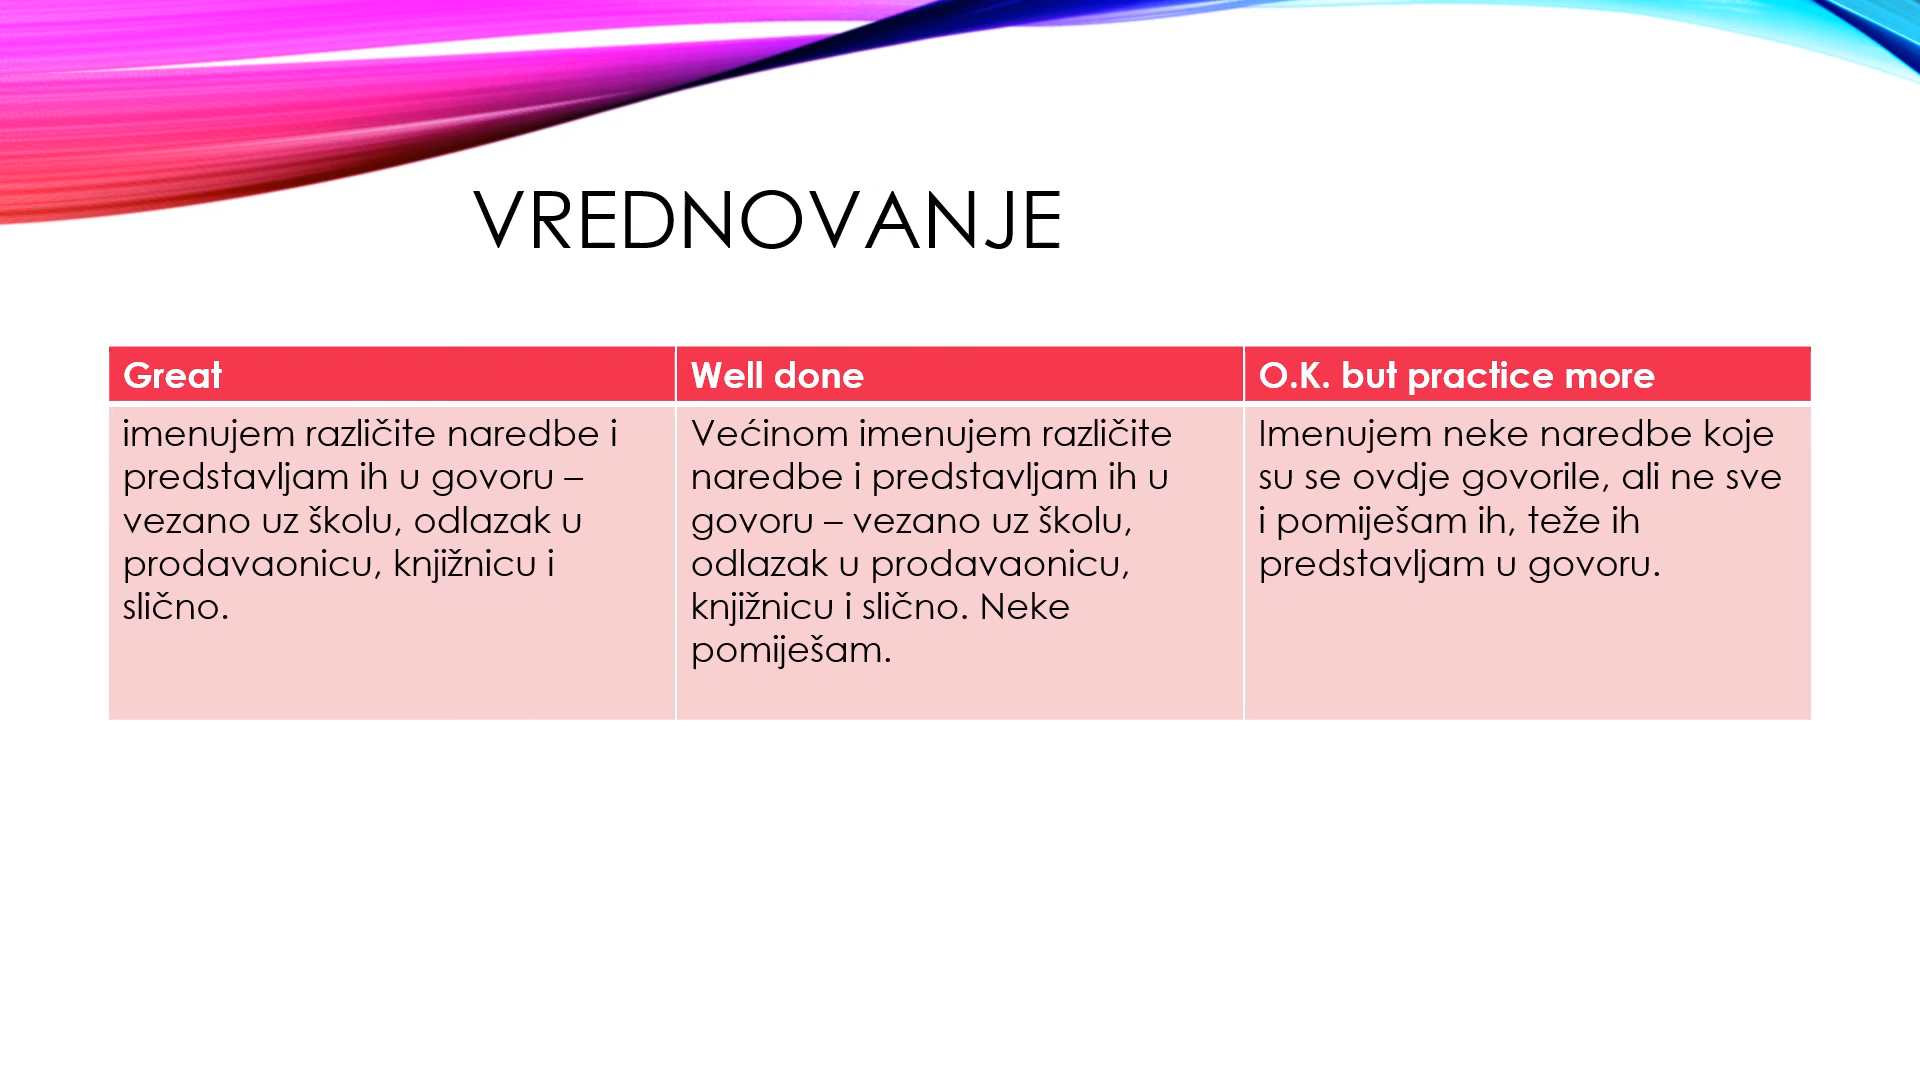 VREDNOVANJE
Great
imenujem različite naredbe i
predstavljam ih u govoru –
vezano uz školu, odlazak u
prodavaonicu, knjižnicu i
slično.
Well done
Većinom imenujem različite
naredbe i predstavljam ih u
govoru – vezano uz školu,
odlazak u prodavaonicu,
knjižnicu i slično. Neke
pomiješam.
O.K. but practice more
Imenujem neke naredbe koje
su se ovdje govorile, ali ne sve
i pomiješam ih, teže ih
predstavljam u govoru.